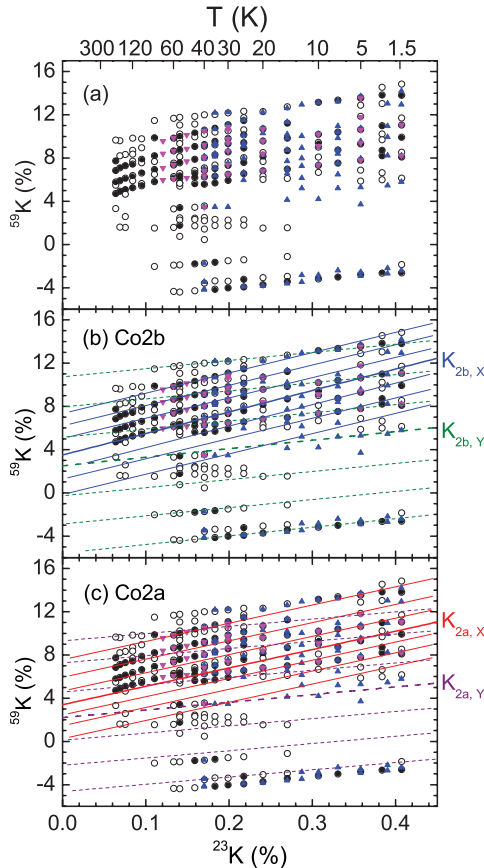 T (K)
300 120 60 40 30 20 10 5 1.5
(a)
16
12
8
4
0
-4
⁵⁹K (%)
(b) Co2b
16
12
8
4
0
-4
⁵⁹K (%)
K2b, X
K2b, Y
(c) Co2a
16
12
8
4
0
-4
⁵⁹K (%)
K2a, X
K2a, Y
0.0 0.1 0.2 0.3 0.4
²³K (%)